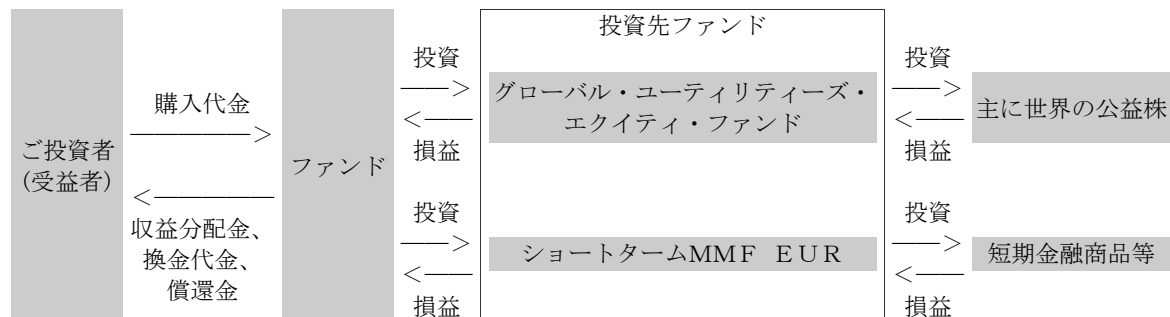 ご投資者
(受益者)
購入代金
――――――>
<――――――
収益分配金、
換金代金、
償還金
ファンド
投資
――――>
<――――
損益
投資
――――>
<――――
損益
投資先ファンド
グローバル・ユーティリティーズ・
エクイティ・ファンド
ショートタームMMF EUR
投資
――――>
<――――
損益
投資
――――>
<――――
損益
主に世界の公益株
短期金融商品等